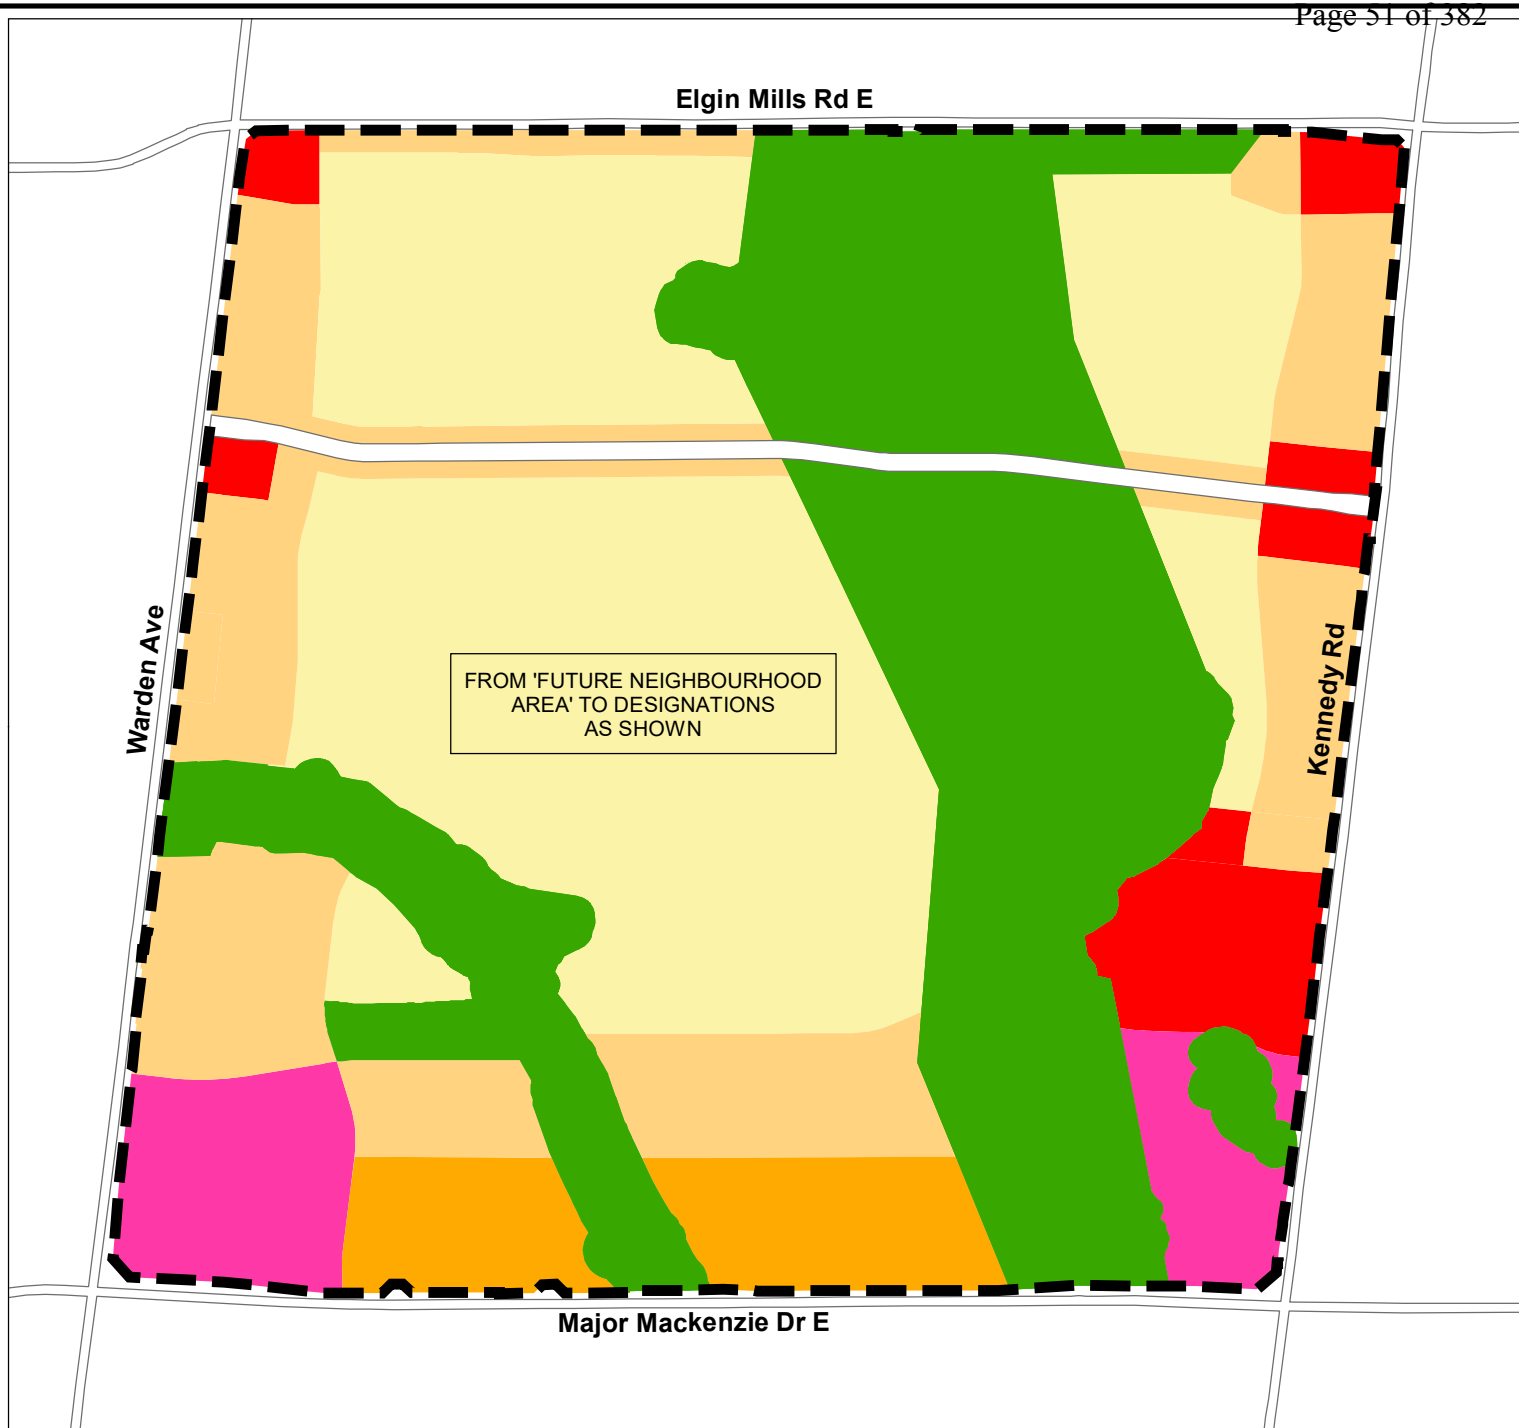 Page 51 of 382
Elgin Mills Rd E
Warden Ave
FROM 'FUTURE NEIGHBOURHOOD
AREA' TO DESIGNATIONS
AS SHOWN
Kennedy Rd
Major Mackenzie Dr E